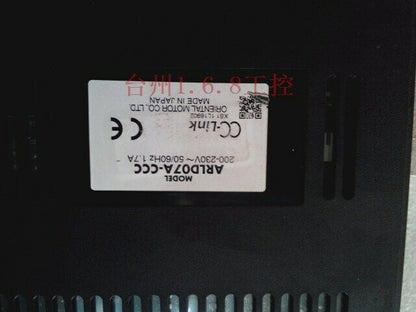 台州1.6.8工控
MODEL
ARLD07A-CCC
200-230V～50/60Hz 1.7A
CC-Link
ORIENTAL MOTOR CO.,LTD.
MADE IN JAPAN